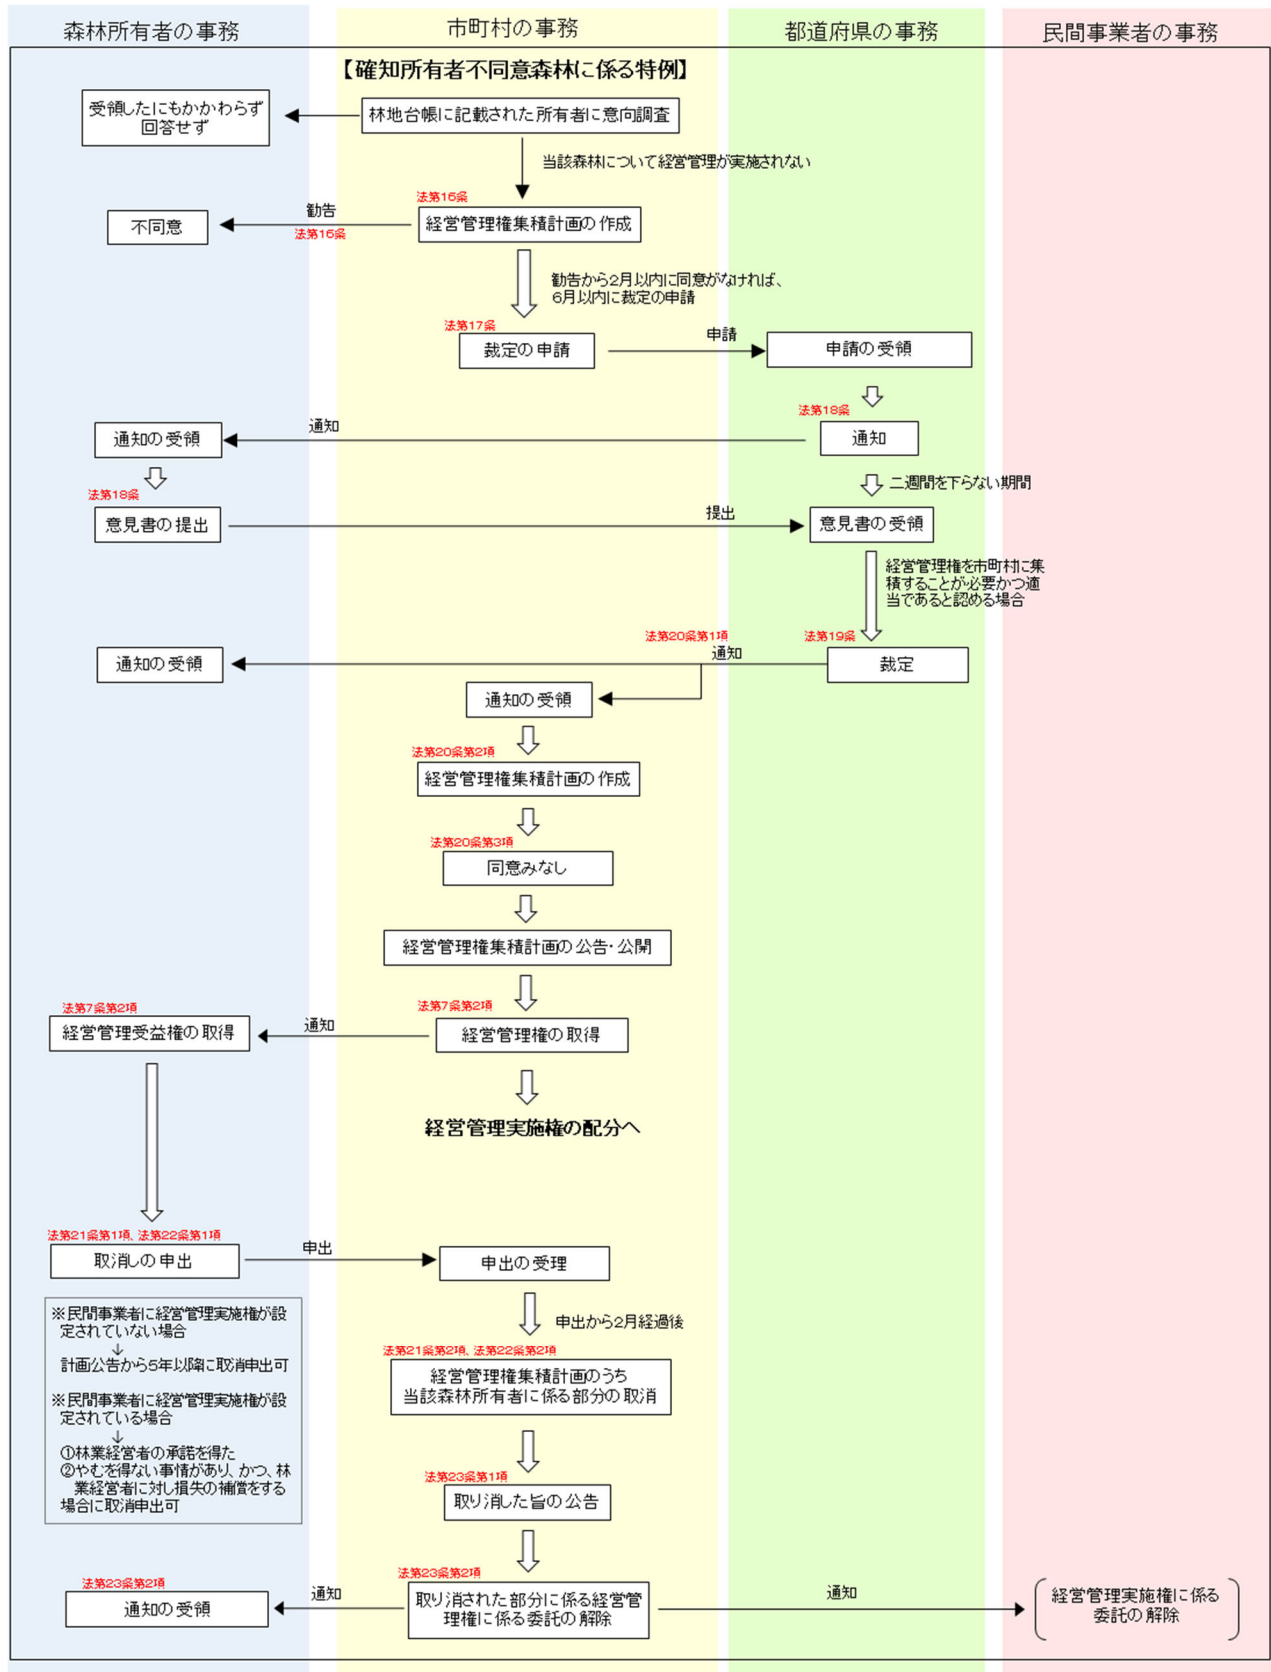 森林所有者の事務
市町村の事務
都道府県の事務
民間事業者の事務
【確知所有者不同意森林に係る特例】
受領したにもかかわらず
回答せず
林地台帳に記載された所有者に意向調査
当該森林について経営管理が実施されない
法第16条
不同意
勧告
法第16条
経営管理権集積計画の作成
勧告から2月以内に同意がなければ、
6月以内に裁定の申請
法第17条
裁定の申請
申請
申請の受領
法第18条
通知の受領
通知
通知
二週間を下らない期間
法第18条
意見書の提出
提出
意見書の受領
経営管理権を市町村に集
積することが必要かつ適
当であると認める場合
法第20条第1項
法第19条
通知の受領
通知
裁定
通知の受領
法第20条第2項
経営管理権集積計画の作成
法第20条第3項
同意みなし
経営管理権集積計画の公告・公開
法第7条第2項
法第7条第2項
経営管理受益権の取得
通知
経営管理権の取得
経営管理実施権の配分へ
法第21条第1項、法第22条第1項
取消しの申出
申出
申出の受理
申出から2月経過後
※民間事業者に経営管理実施権が設
定されていない場合
↓
計画公告から5年以降に取消申出可
※民間事業者に経営管理実施権が設
定されている場合
↓
①林業経営者の承諾を得た
②やむを得ない事情があり、かつ、林
業経営者に対し損失の補償をする
場合に取消申出可
法第21条第2項、法第22条第2項
経営管理権集積計画のうち
当該森林所有者に係る部分の取消
法第23条第1項
取り消した旨の公告
法第23条第2項
法第23条第2項
通知の受領
通知
取り消された部分に係る経営管
理権に係る委託の解除
通知
経営管理実施権に係る
委託の解除